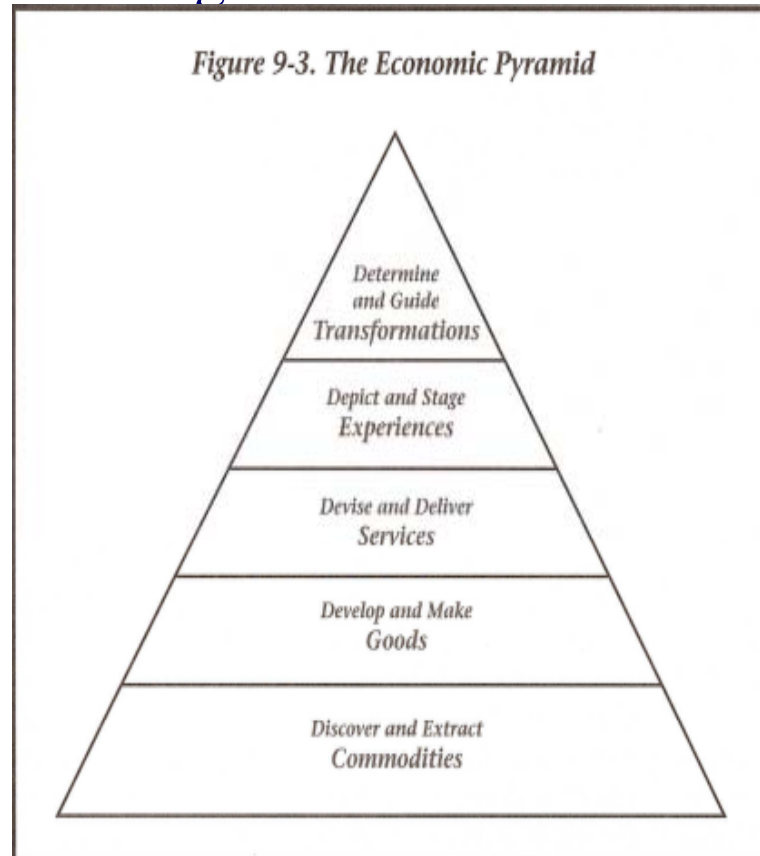 Figure 9-3. The Economic Pyramid
Determine
and Guide
Transformations
Depict and Stage
Experiences
Devise and Deliver
Services
Develop and Make
Goods
Discover and Extract
Commodities